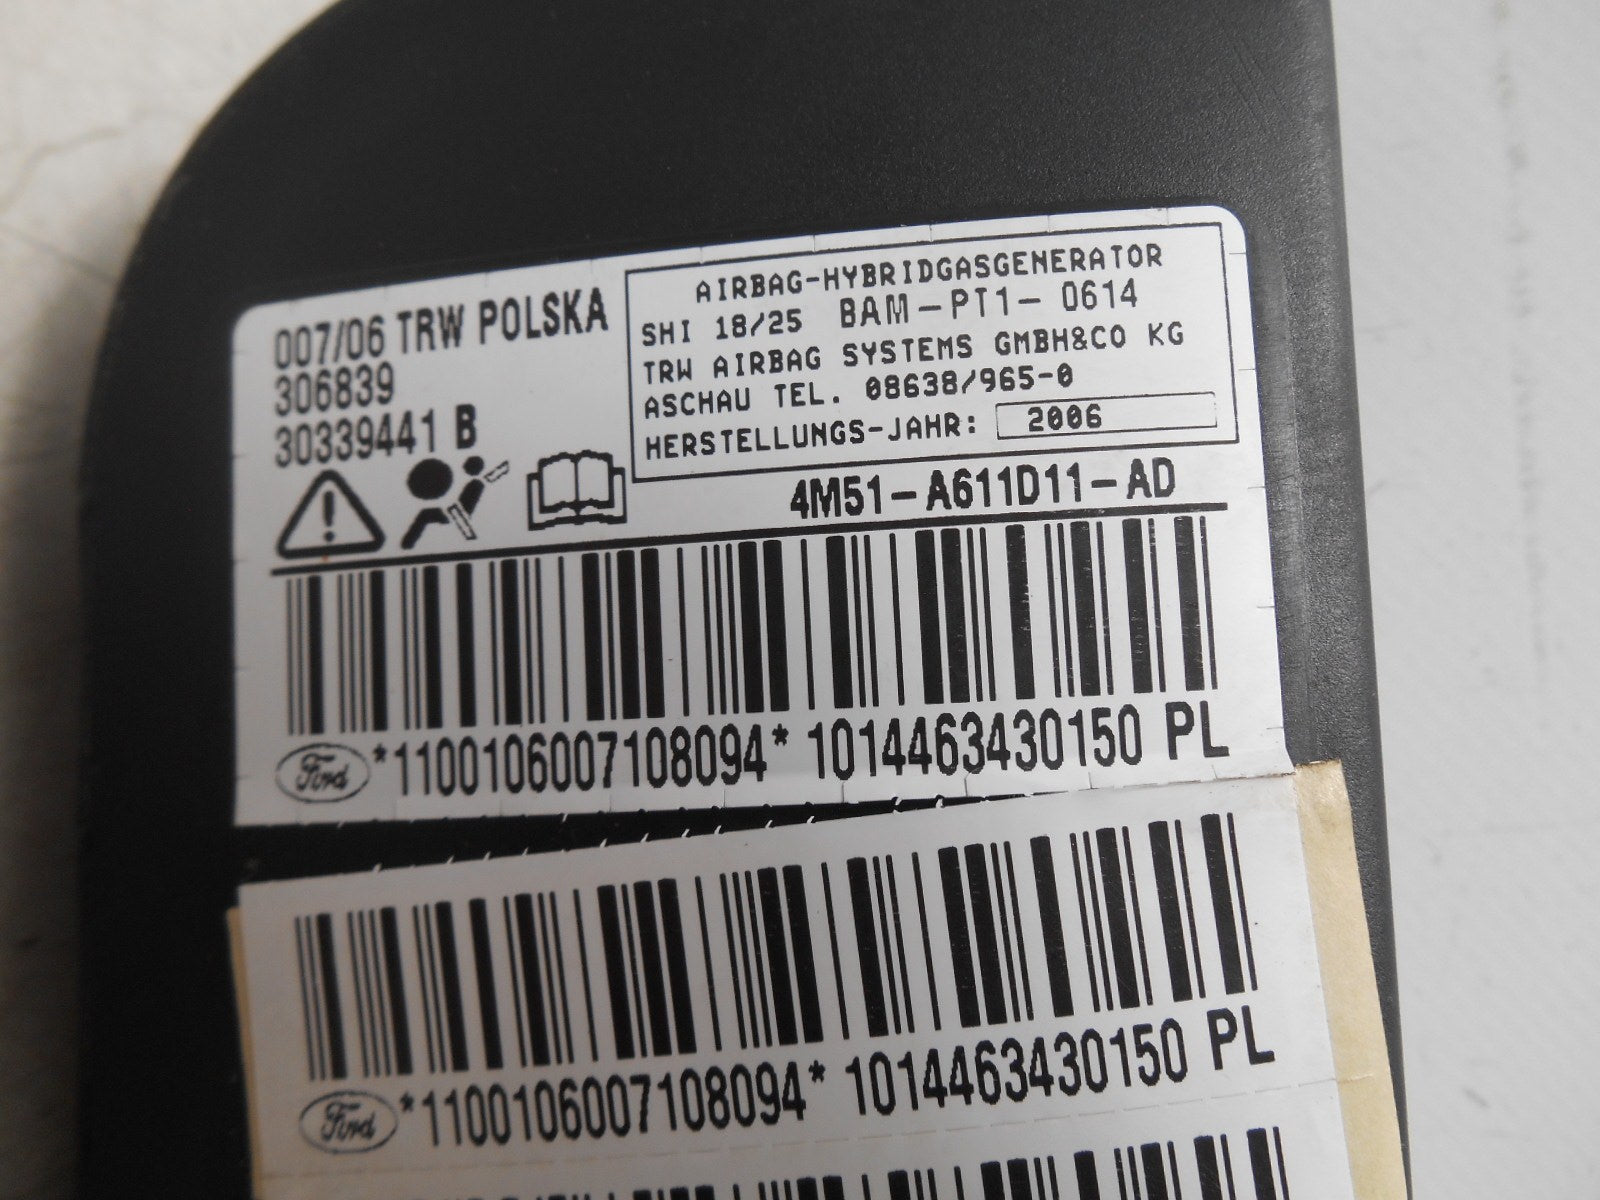 007/06 TRW POLSKA
306839
30339441 B
AIRBAG-HYBRIDGASGENERATOR
SHI 18/25 BAM-PT1-0614
TRW AIRBAG SYSTEMS GMBH&CO KG
ASCHAU TEL. 08638/965-0
HERSTELLUNGS-JAHR: 2006
4M51-A611D11-AD
Ford *1100106007108094* 1014463430150 PL
Ford *1100106007108094* 1014463430150 PL